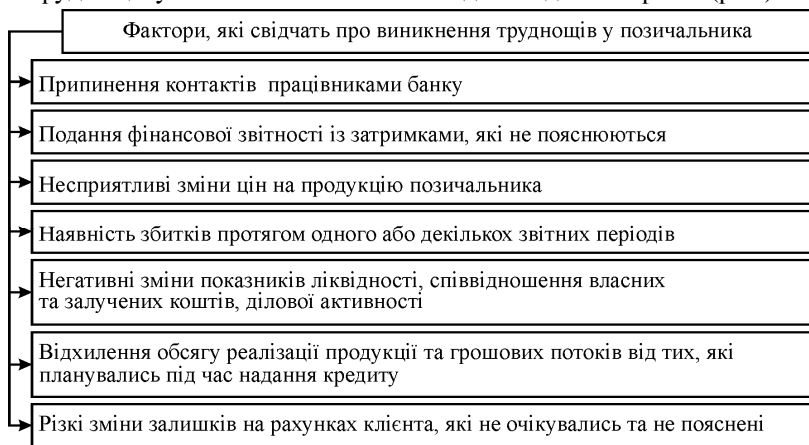 Фактори, які свідчать про виникнення труднощів у позичальника
Припинення контактів працівниками банку
Подання фінансової звітності із затримками, які не пояснюються
Несприятливі зміни цін на продукцію позичальника
Наявність збитків протягом одного або декількох звітних періодів
Негативні зміни показників ліквідності, співвідношення власних
та залучених коштів, ділової активності
Відхилення обсягу реалізації продукції та грошових потоків від тих, які
планувались під час надання кредиту
Різкі зміни залишків на рахунках клієнта, які не очікувались та не пояснені